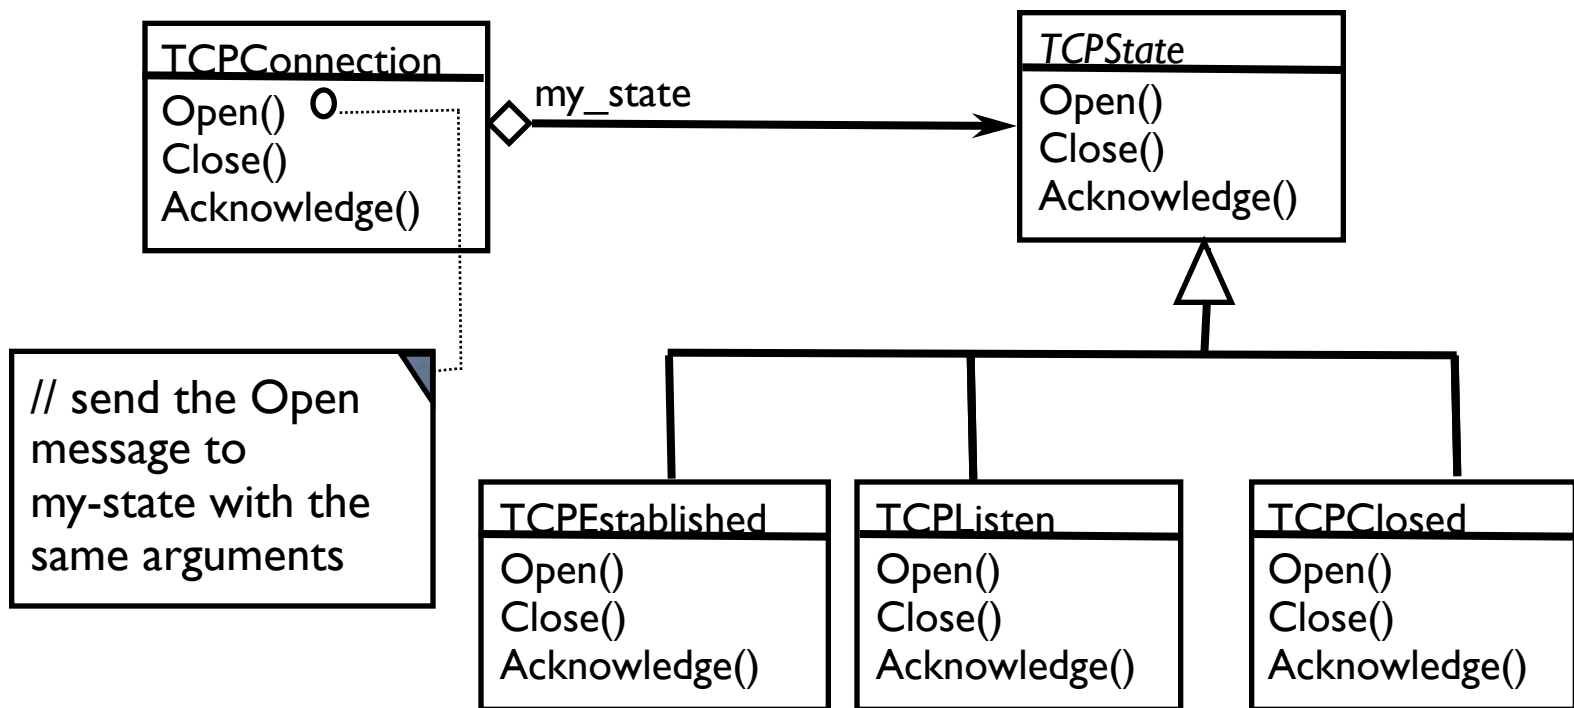 TCPConnection
Open()
Close()
Acknowledge()
my_state
TCPState
Open()
Close()
Acknowledge()
// send the Open
message to
my-state with the
same arguments
TCPEstablished
Open()
Close()
Acknowledge()
TCPListen
Open()
Close()
Acknowledge()
TCPClosed
Open()
Close()
Acknowledge()